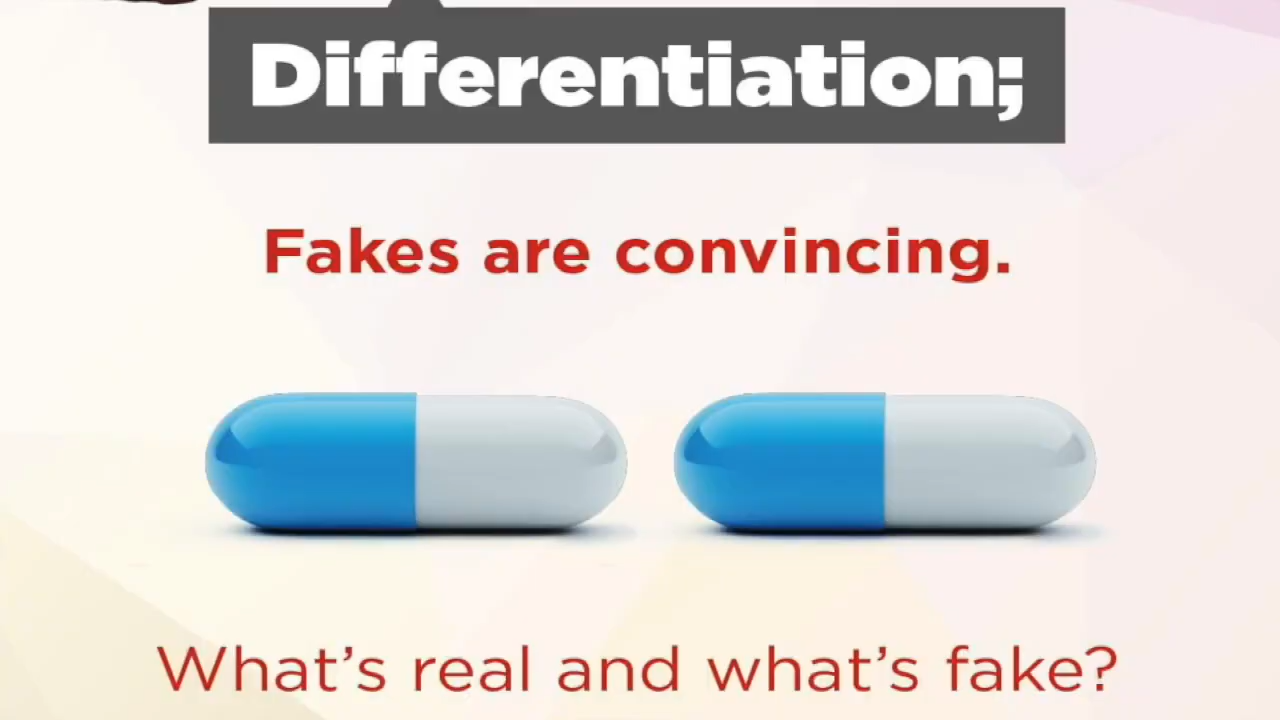 Differentiation;
Fakes are convincing.
What's real and what's fake?